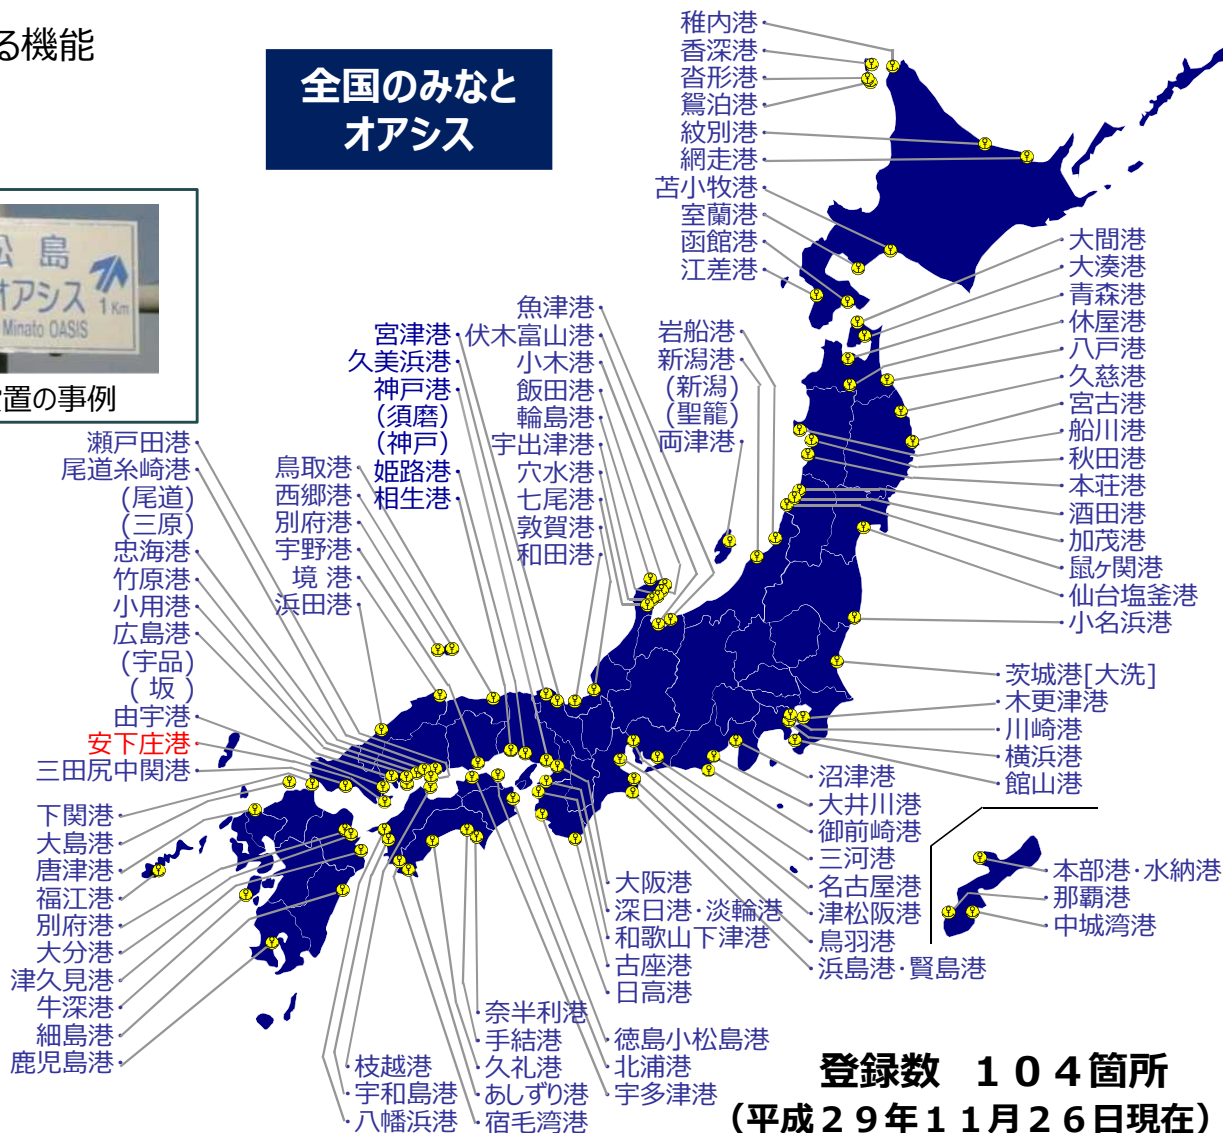 る機能
全国のみなと
オアシス
松島
オアシス
1Km
Minato OASIS
置の事例
稚内港
香深港
沓形港
鴛泊港
紋別港
網走港
苫小牧港
室蘭港
函館港
江差港
大間港
大湊港
青森港
休屋港
八戸港
久慈港
宮古港
船川港
秋田港
本荘港
酒田港
加茂港
鼠ヶ関港
仙台塩釜港
小名浜港
茨城港[大洗]
木更津港
川崎港
横浜港
館山港
岩船港
新潟港
(新潟)
(聖籠)
両津港
魚津港
伏木富山港
小木港
飯田港
輪島港
宇出津港
穴水港
七尾港
敦賀港
和田港
宮津港
久美浜港
神戸港
(須磨)
(神戸)
姫路港
相生港
鳥取港
西郷港
別府港
宇野港
境 港
浜田港
瀬戸田港
尾道糸崎港
(尾道)
(三原)
忠海港
竹原港
小用港
広島港
(宇品)
( 坂 )
由宇港
安下庄港
三田尻中関港
下関港
大島港
唐津港
福江港
別府港
大分港
津久見港
牛深港
細島港
鹿児島港
枝越港
宇和島港
八幡浜港
奈半利港
手結港
久礼港
あしずり港
宿毛湾港
徳島小松島港
北浦港
宇多津港
大阪港
深日港・淡輪港
和歌山下津港
古座港
日高港
沼津港
大井川港
御前崎港
三河港
名古屋港
津松阪港
鳥羽港
浜島港・賢島港
本部港・水納港
那覇港
中城湾港
登録数 １０４箇所
（平成２９年１１月２６日現在）